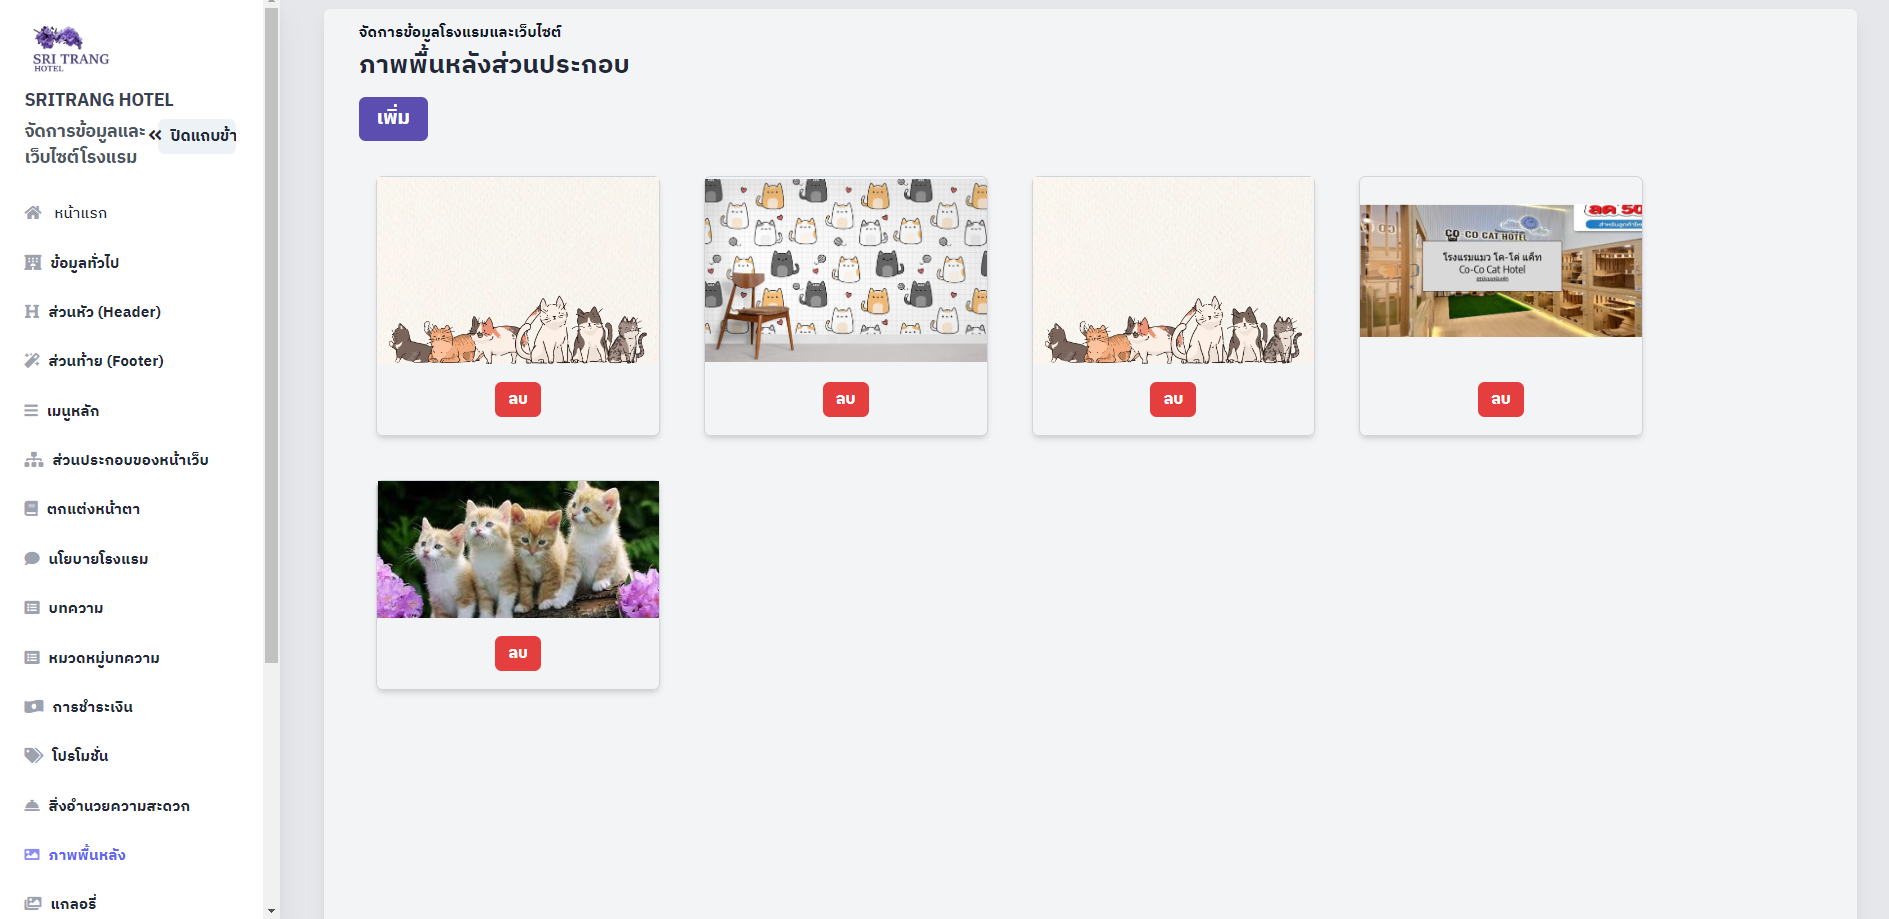 SRI TRANG
HOTEL
SRITRANG HOTEL
จัดการข้อมูลและ
เว็บไซต์โรงแรม
ปิดแถบข้า
หน้าแรก
ข้อมูลทั่วไป
ส่วนหัว (Header)
ส่วนท้าย (Footer)
เมนูหลัก
ส่วนประกอบของหน้าเว็บ
ตกแต่งหน้าตา
นโยบายโรงแรม
บทความ
หมวดหมู่บทความ
การชำระเงิน
โปรโมชั่น
สิ่งอำนวยความสะดวก
ภาพพื้นหลัง
แกลอรี่
จัดการข้อมูลโรงแรมและเว็บไซต์
ภาพพื้นหลังส่วนประกอบ
เพิ่ม
ลบ
ลบ
ลบ
ลด 50
CO-CO CAT HOTEL
โรงแรมแมว โค-โค่ แค็ท
Co-Co Cat Hotel
ลบ
ลบ